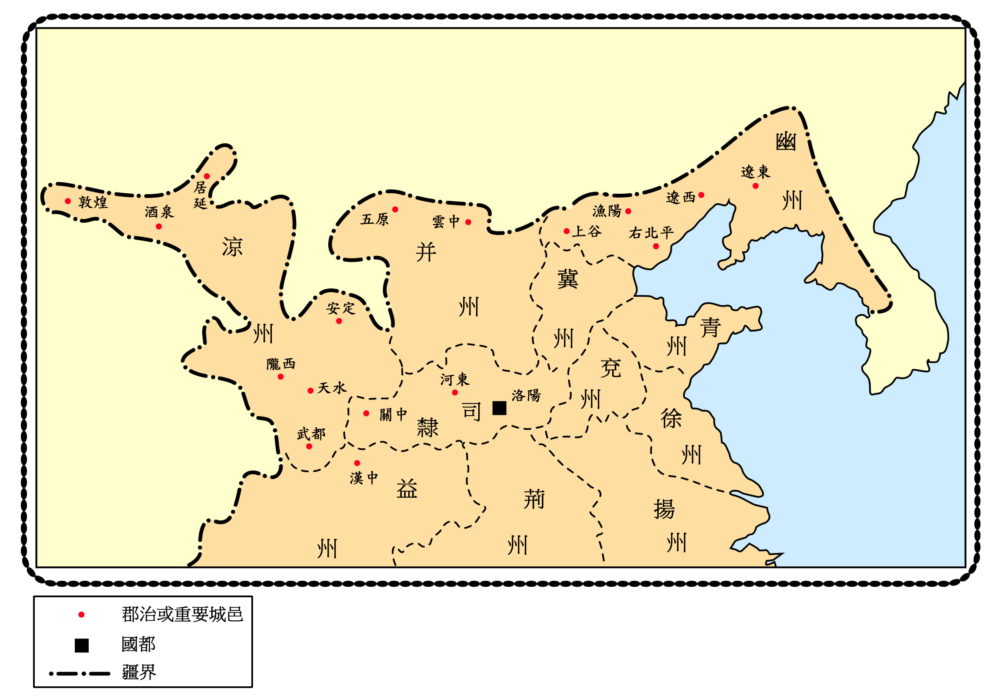 幽州
遼東
遼西
漁陽
上谷
右北平
居延
敦煌
酒泉
涼州
五原
雲中
并州
冀州
青州
兗州
安定
隴西
天水
武都
關中
河東
洛陽
司隸
徐州
漢中
益州
荊州
揚州
郡治或重要城邑
國都
疆界